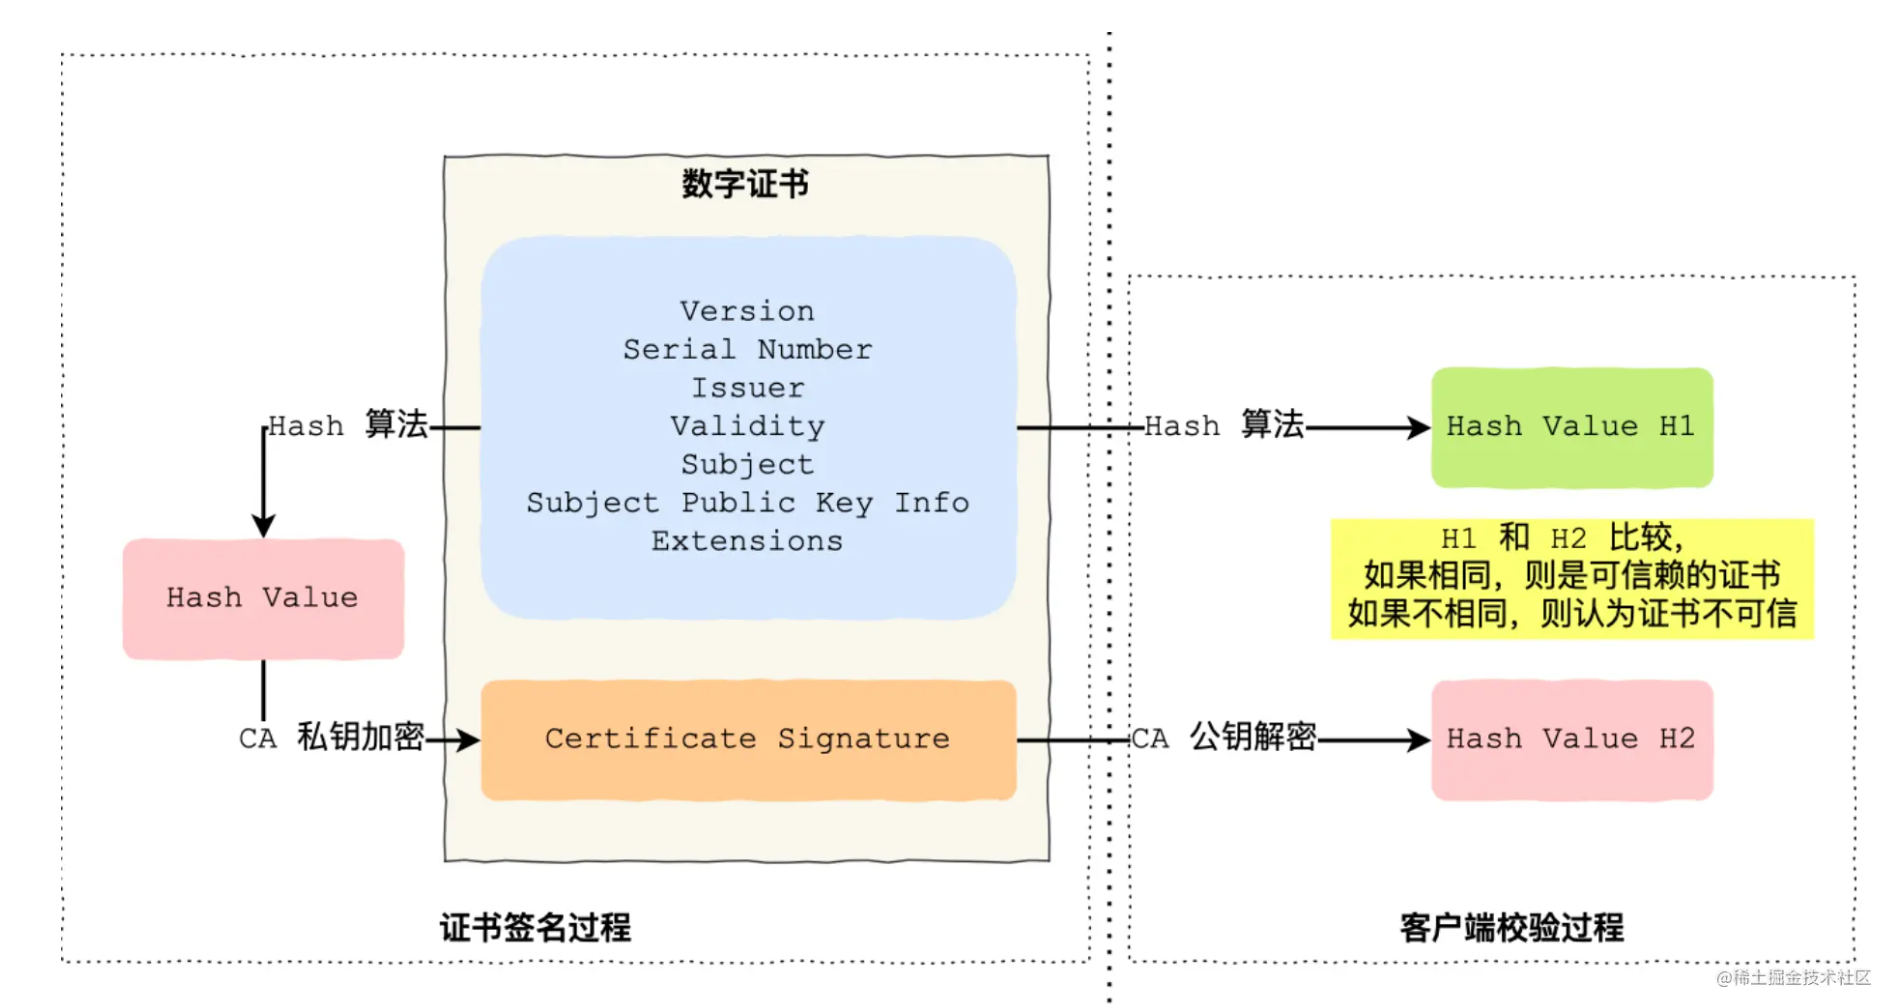 数字证书
Version
Serial Number
Issuer
Validity
Subject
Subject Public Key Info
Extensions
Hash 算法
Hash Value
CA 私钥加密
Certificate Signature
证书签名过程
Hash 算法
Hash Value H1
H1 和 H2 比较，
如果相同，则是可信赖的证书
如果不相同，则认为证书不可信
CA 公钥解密
Hash Value H2
客户端校验过程
@稀土掘金技术社区